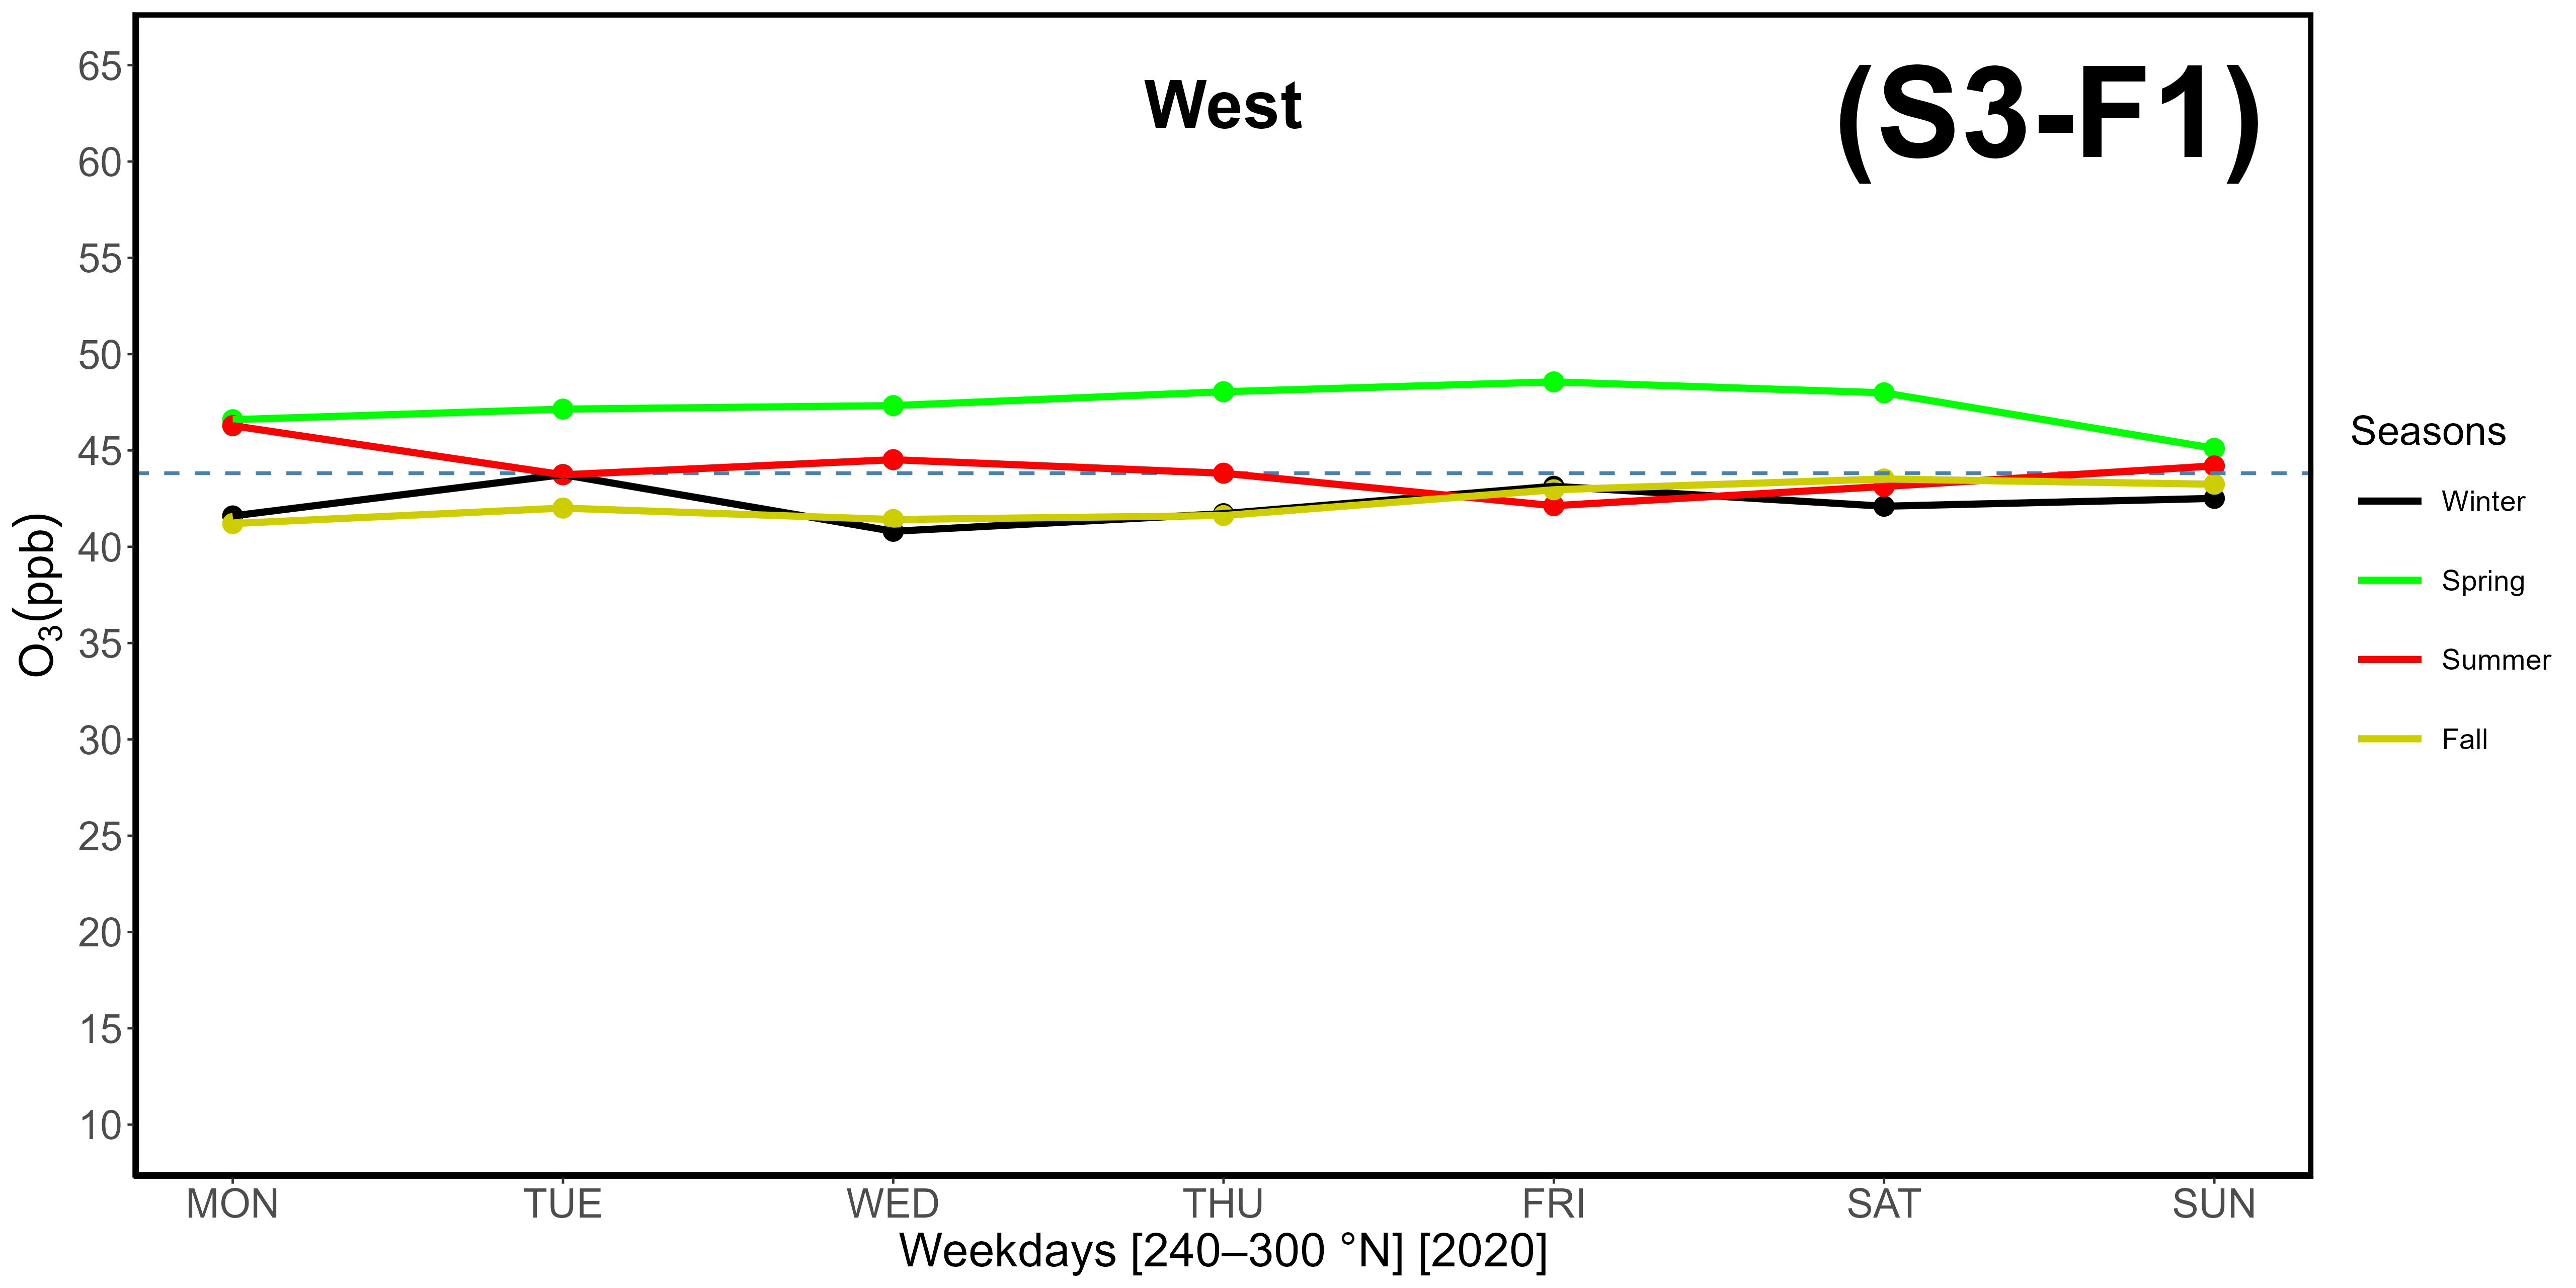 West
(S3-F1)
65
60
55
50
45
40
35
30
25
20
15
10
O₃(ppb)
MON TUE WED THU FRI SAT SUN
Weekdays [240–300 °N] [2020]
Seasons
Winter
Spring
Summer
Fall